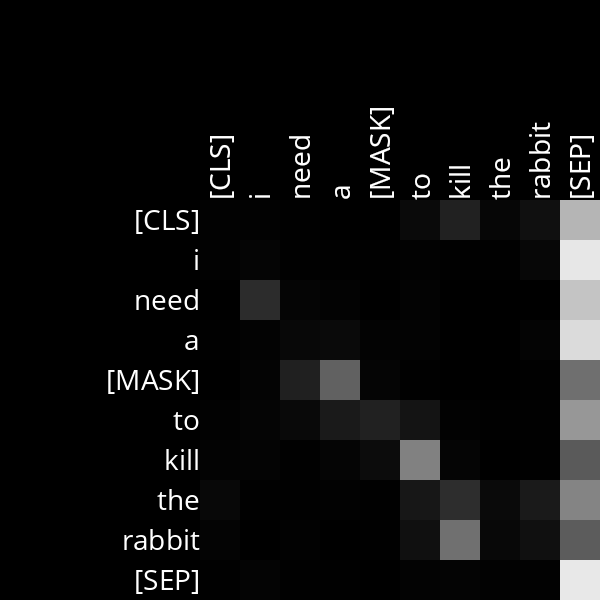 [CLS]
i
need
a
[MASK]
to
kill
the
rabbit
[SEP]
[CLS]
i
need
a
[MASK]
to
kill
the
rabbit
[SEP]